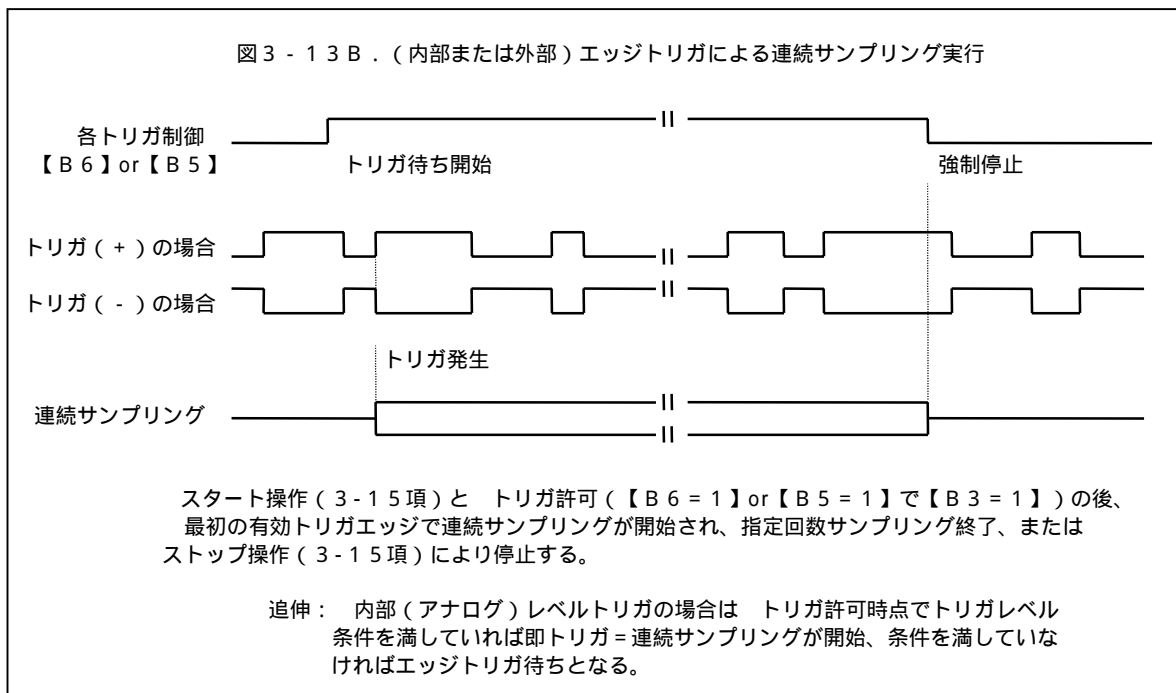 図3-13B.(内部または外部)エッジトリガによる連続サンプリング実行
各トリガ制御
【B6】or【B5】
トリガ待ち開始
強制停止
トリガ(+)の場合
トリガ(-)の場合
トリガ発生
連続サンプリング
スタート操作(3-15項)と トリガ許可(【B6=1】or【B5=1】で【B3=1】)の後、
最初の有効トリガエッジで連続サンプリングが開始され、指定回数サンプリング終了、または
ストップ操作(3-15項)により停止する。
追伸: 内部(アナログ)レベルトリガの場合は トリガ許可時点でトリガレベル
条件を満していれば即トリガ=連続サンプリングが開始、条件を満していな
ければエッジトリガ待ちとなる。